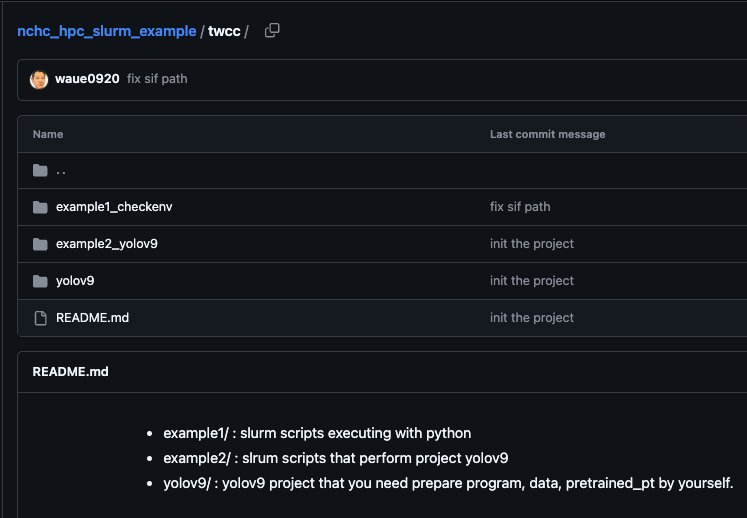 nchc_hpc_slurm_example / twcc /
waue0920 fix sif path
Name Last commit message
..
example1_checkenv fix sif path
example2_yolov9 init the project
yolov9 init the project
README.md init the project
README.md
• example1/ : slurm scripts executing with python
• example2/ : slrum scripts that perform project yolov9
• yolov9/ : yolov9 project that you need prepare program, data, pretrained_pt by yourself.